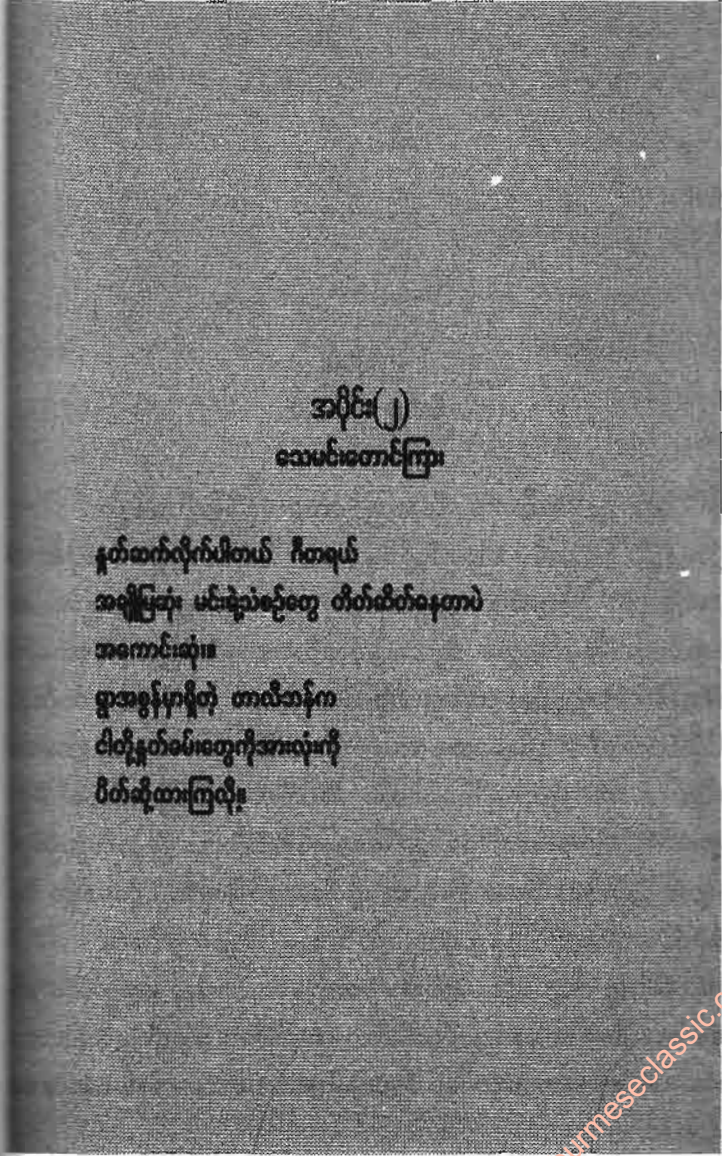 အပိုင်း(၂)
သေမင်းတောင်ကြား
နှုတ်ဆက်လိုက်ပါတယ် ဂီတရယ်
အချိုမြဆုံး မင်းရဲ့သံစဉ်တွေ တိတ်ဆိတ်နေတာပဲ
အကောင်းဆုံး။
ရွာအစွန်မှာရှိတဲ့ တာလီဘန်က
ငါတို့နှုတ်ခမ်းတွေကိုအားလုံးကို
ပိတ်ဆို့ထားကြလို့။